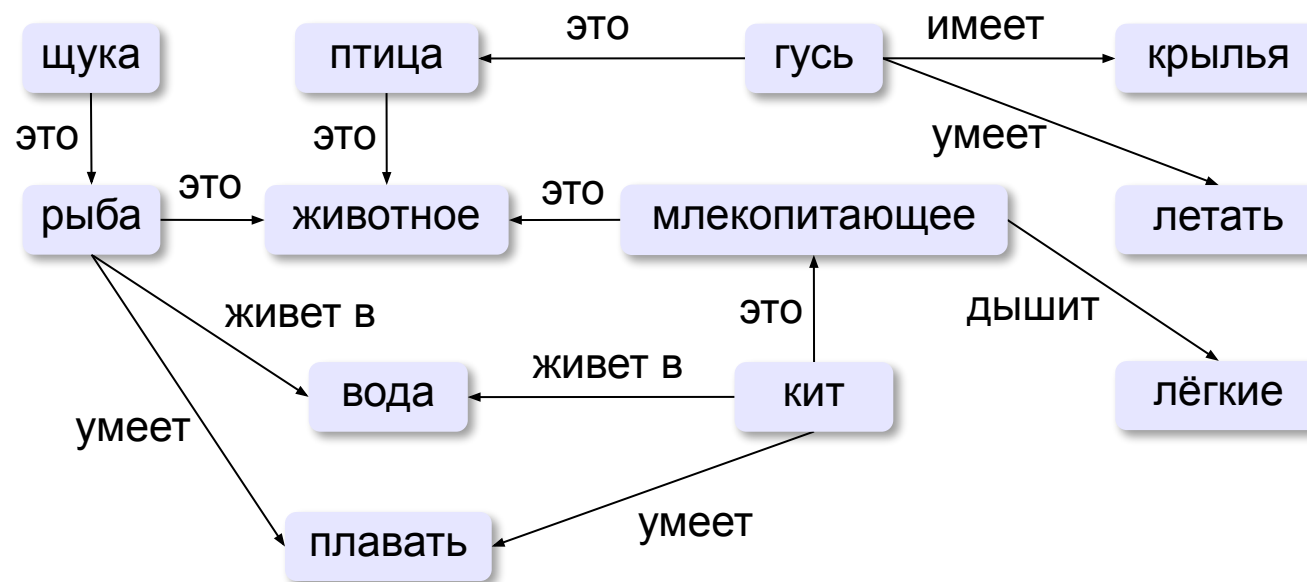 это
имеет
щука
птица
гусь
крылья
это
это
умеет
это
это
рыба
животное
млекопитающее
летать
живет в
это
дышит
живет в
вода
кит
лёгкие
умеет
умеет
плавать